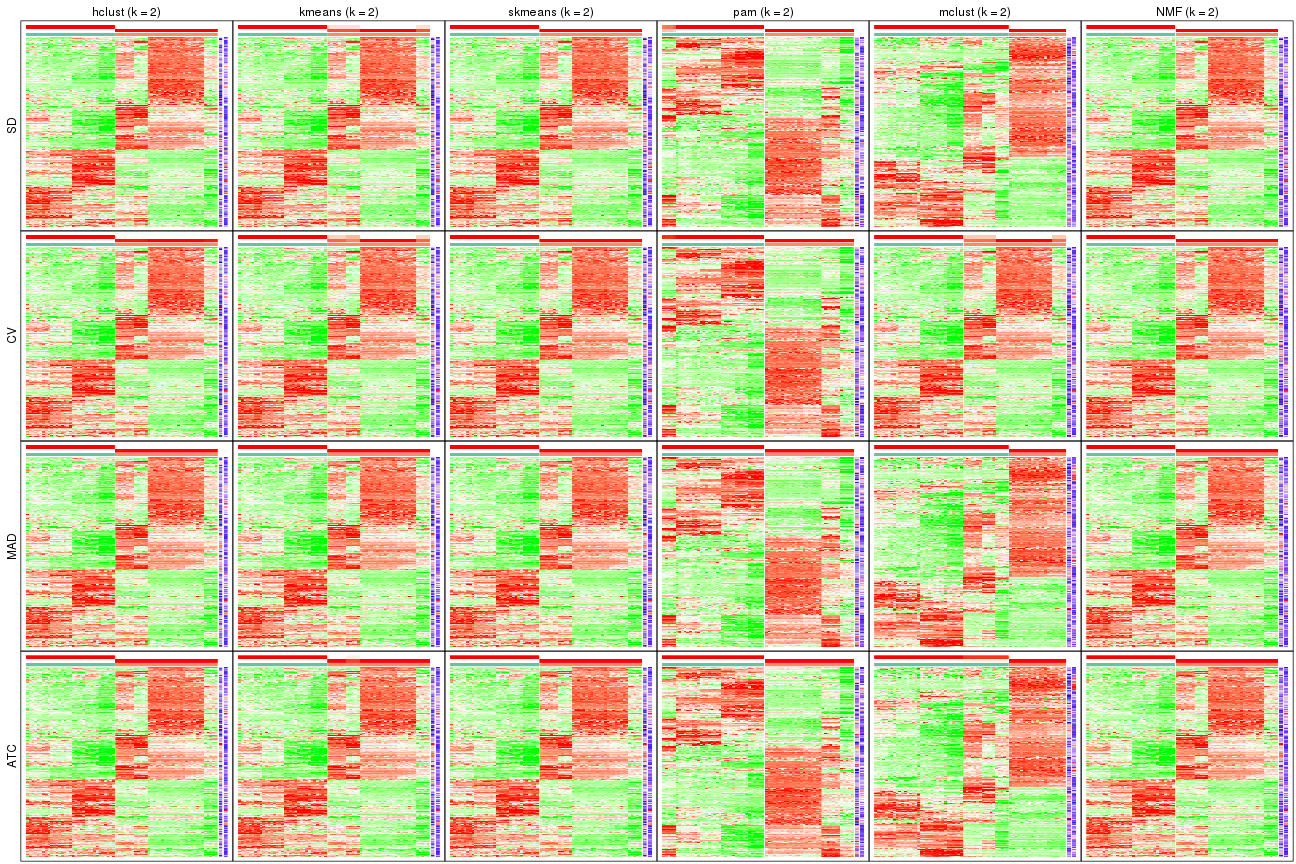 hclust (k = 2) kmeans (k = 2) skmeans (k = 2) pam (k = 2) mclust (k = 2) NMF (k = 2)
SD
CV
MAD
ATC